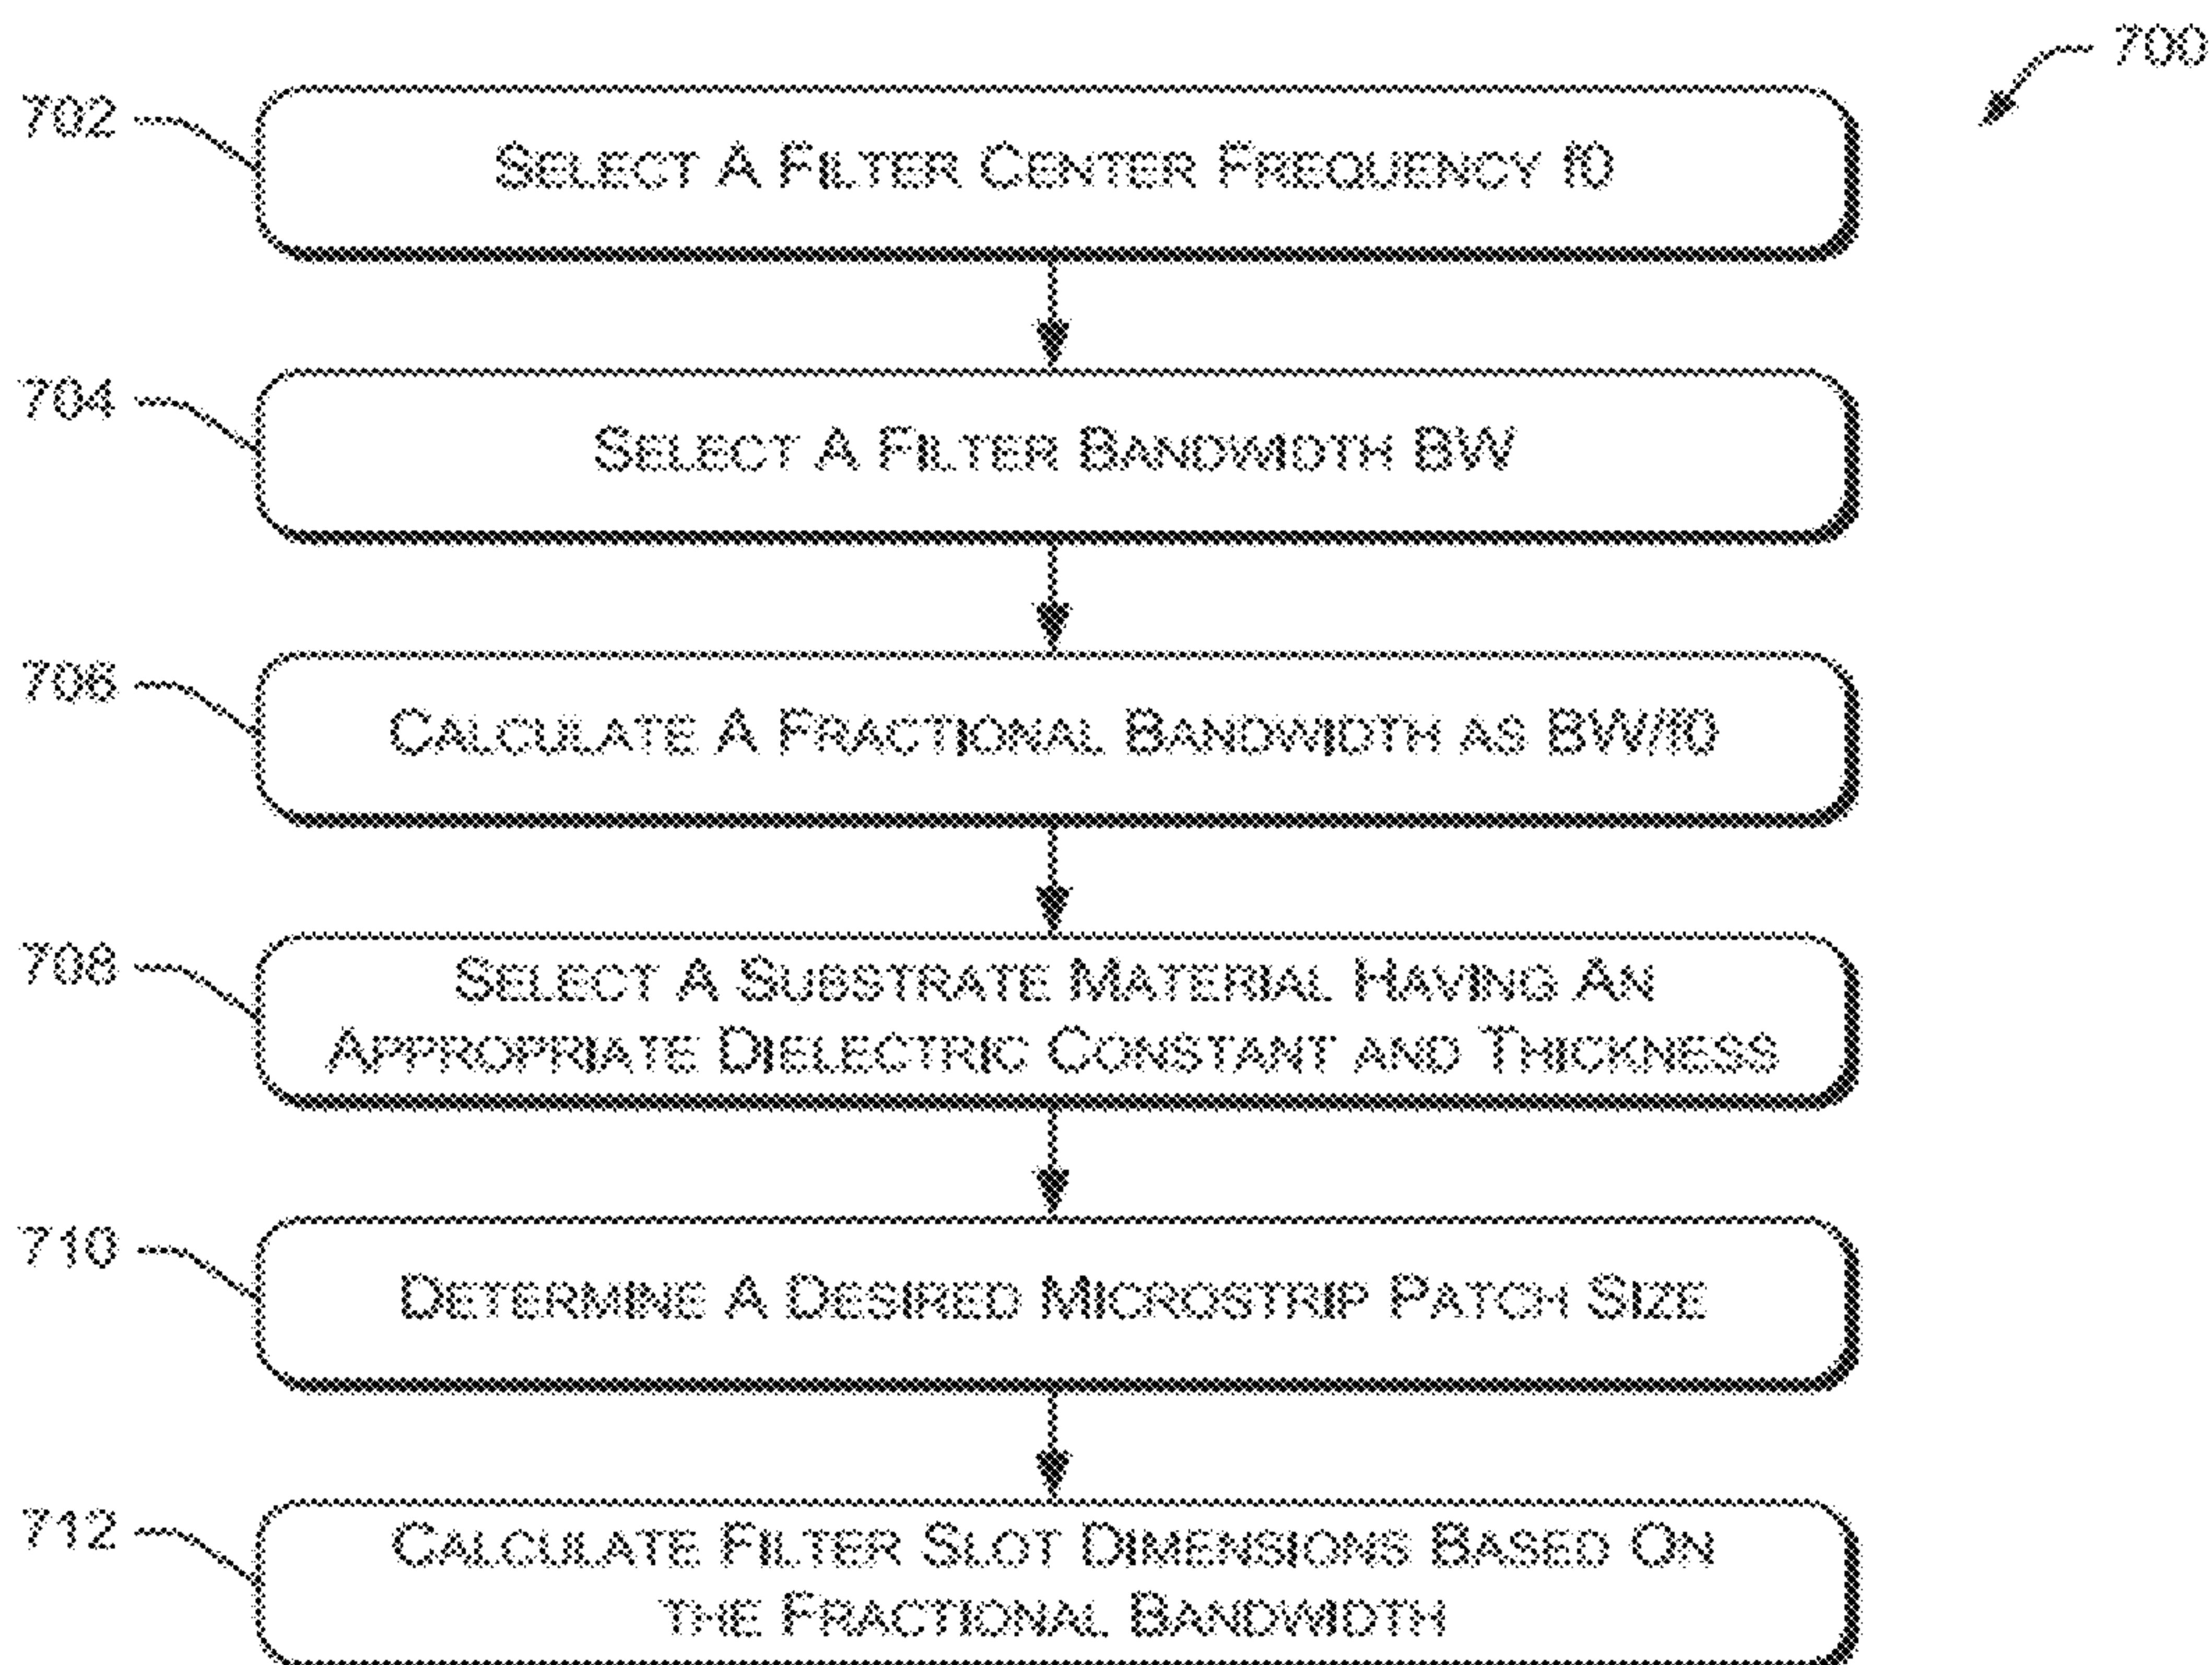 700
702
SELECT A FILTER CENTER FREQUENCY f0
704
SELECT A FILTER BANDWIDTH BW
706
CALCULATE A FRACTIONAL BANDWIDTH AS BW/f0
708
SELECT A SUBSTRATE MATERIAL HAVING AN
APPROPRIATE DIELECTRIC CONSTANT AND THICKNESS
710
DETERMINE A DESIRED MICROSTRIP PATCH SIZE
712
CALCULATE FILTER SLOT DIMENSIONS BASED ON
THE FRACTIONAL BANDWIDTH